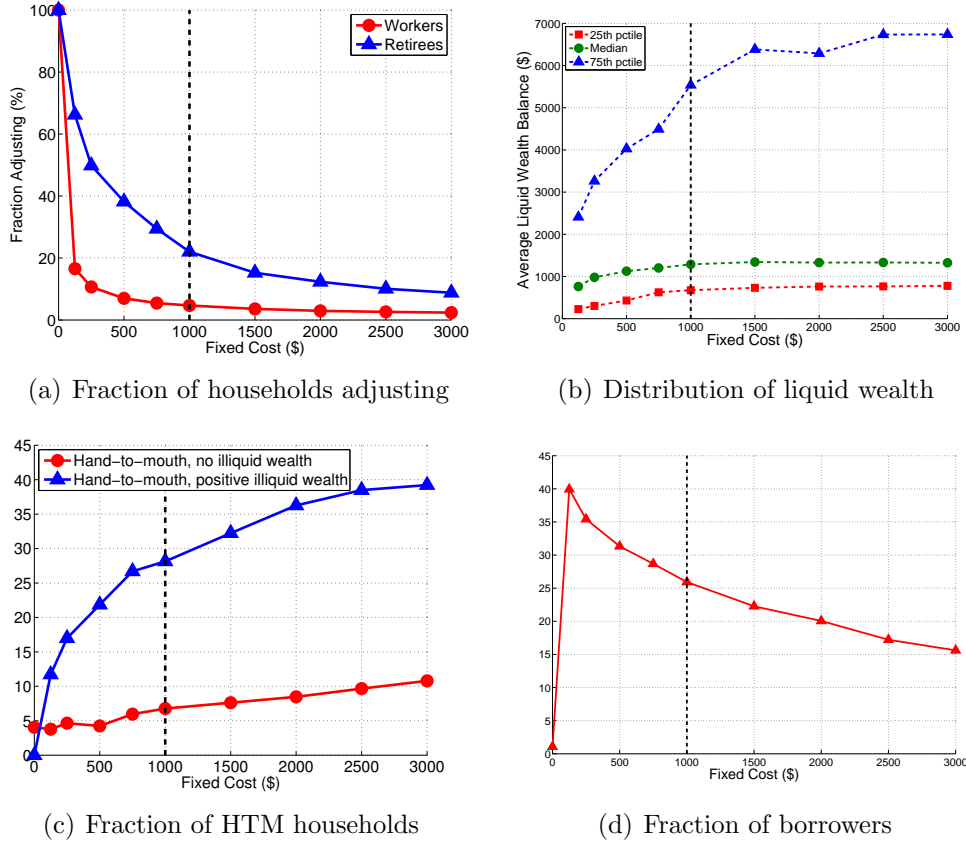 100
80
60
40
20
0
Fraction Adjusting (%)
Workers
Retirees
0 500 1000 1500 2000 2500 3000
Fixed Cost ($)
(a) Fraction of households adjusting
7000
6000
5000
4000
3000
2000
1000
0
Average Liquid Wealth Balance ($)
25th pctile
Median
75th pctile
0 500 1000 1500 2000 2500 3000
Fixed Cost ($)
(b) Distribution of liquid wealth
45
40
35
30
25
20
15
10
5
0
Hand−to−mouth, no illiquid wealth
Hand−to−mouth, positive illiquid wealth
0 500 1000 1500 2000 2500 3000
Fixed Cost ($)
(c) Fraction of HTM households
45
40
35
30
25
20
15
10
5
0
0 500 1000 1500 2000 2500 3000
Fixed Cost ($)
(d) Fraction of borrowers